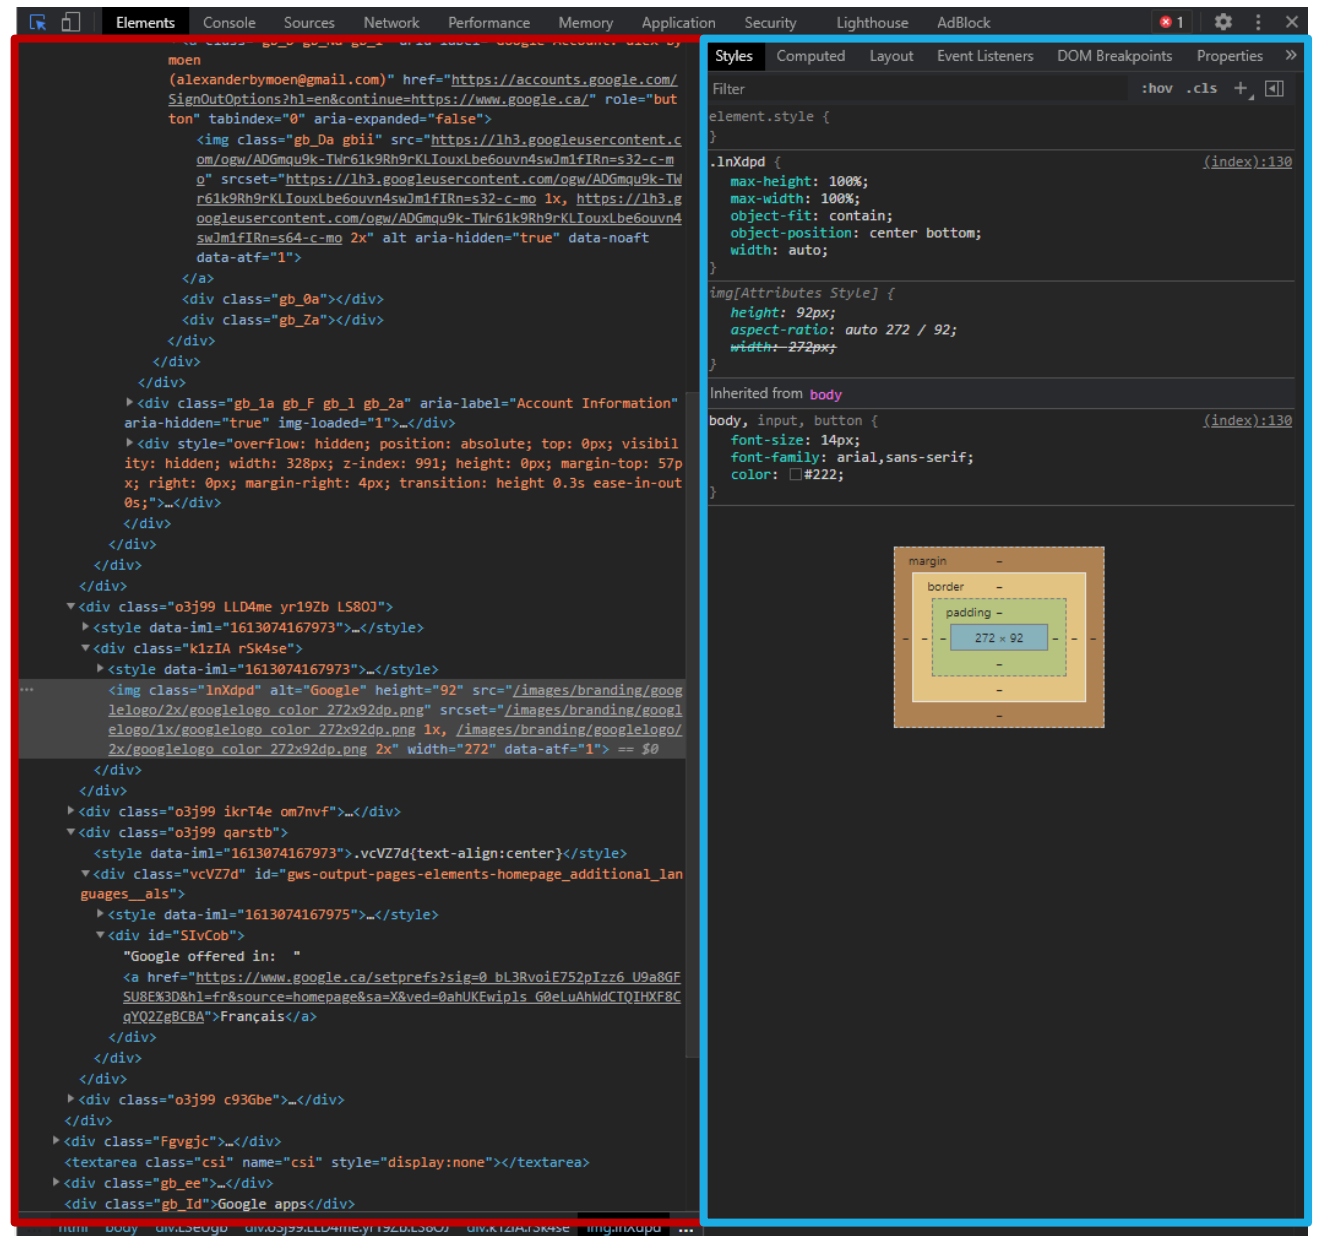 Elements Console Sources Network Performance Memory Application Security Lighthouse AdBlock 1
moen
(alexanderbymoen@gmail.com)" href="https://accounts.google.com/
SignOutOptions?hl=en&continue=https://www.google.ca/" role="but
ton" tabindex="0" aria-expanded="false">
<img class="gb_Da gbii" src="https://lh3.googleusercontent.c
om/ogw/ADGmqu9k-TWr61k9Rh9rKLIouxLbe6ouvn4swJm1fIRn=s32-c-m
o" srcset="https://lh3.googleusercontent.com/ogw/ADGmqu9k-TW
r61k9Rh9rKLIouxLbe6ouvn4swJm1fIRn=s32-c-mo 1x, https://lh3.g
oogleusercontent.com/ogw/ADGmqu9k-TWr61k9Rh9rKLIouxLbe6ouvn4
swJm1fIRn=s64-c-mo 2x" alt aria-hidden="true" data-noaft
data-atf="1">
</a>
<div class="gb_0a"></div>
<div class="gb_Za"></div>
</div>
</div>
</div>
<div class="gb_1a gb_F gb_l gb_2a" aria-label="Account Information"
aria-hidden="true" img-loaded="1">…</div>
<div style="overflow: hidden; position: absolute; top: 0px; visibil
ity: hidden; width: 328px; z-index: 991; height: 0px; margin-top: 57p
x; right: 0px; margin-right: 4px; transition: height 0.3s ease-in-out
0s;">…</div>
</div>
</div>
</div>
</div>
<div class="o3j99 LLD4me yr19Zb LS8OJ">
<style data-iml="1613074167973">…</style>
<div class="k1zIA rSk4se">
<style data-iml="1613074167973">…</style>
<img class="lnXdpd" alt="Google" height="92" src="/images/branding/goog
lelogo/2x/googlelogo_color_272x92dp.png" srcset="/images/branding/googl
elogo/1x/googlelogo_color_272x92dp.png 1x, /images/branding/googlelogo/
2x/googlelogo_color_272x92dp.png 2x" width="272" data-atf="1"> == $0
</div>
</div>
<div class="o3j99 ikrT4e om7nvf">…</div>
<div class="o3j99 qarstb">
<style data-iml="1613074167973">.vcVZ7d{text-align:center}</style>
<div class="vcVZ7d" id="gws-output-pages-elements-homepage_additional_lan
guages__als">
<style data-iml="1613074167975">…</style>
<div id="SIvCob">
"Google offered in:  "
<a href="https://www.google.ca/setprefs?sig=0_bL3RvoiE752pIzz6_U9a8GF
SU8E%3D&hl=fr&source=homepage&sa=X&ved=0ahUKEwipls_G0eLuAhWdCTQIHXF8C
qYQ2ZgBCBA">Français</a>
</div>
</div>
</div>
<div class="o3j99 c93Gbe">…</div>
</div>
<div class="Fgvgjc">…</div>
<textarea class="csi" name="csi" style="display:none"></textarea>
<div class="gb_ee">…</div>
<div class="gb_Id">Google apps</div>
html body div.L3eUgb div.o3j99.LLD4me.yr19Zb.LS8OJ div.k1zIA.rSk4se img.lnXdpd ...
Styles Computed Layout Event Listeners DOM Breakpoints Properties »
Filter :hov .cls +
element.style {
}
.lnXdpd { (index):130
max-height: 100%;
max-width: 100%;
object-fit: contain;
object-position: center bottom;
width: auto;
}
img[Attributes Style] {
height: 92px;
aspect-ratio: auto 272 / 92;
width: 272px;
}
Inherited from body
body, input, button { (index):130
font-size: 14px;
font-family: arial,sans-serif;
color: #222;
}
margin –
border –
padding –
– – – 272 × 92 – – –
–
–
–